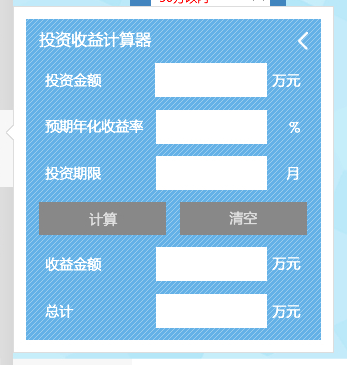 投资收益计算器
投资金额 万元
预期年化收益率 %
投资期限 月
计算 清空
收益金额 万元
总计 万元